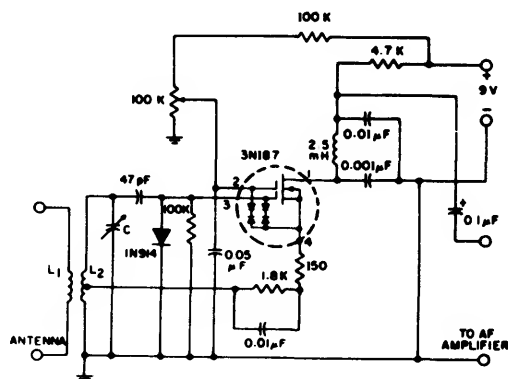 100 K
4.7 K
+
9V
−
100 K
0.01µF
2.5
mH
0.001µF
3N187
1
47pF
2
3
100K
+
0.1µF
C
1N914
0.05
µF
4
150
L1
L2
1.8K
0.01µF
ANTENNA
TO AF
AMPLIFIER